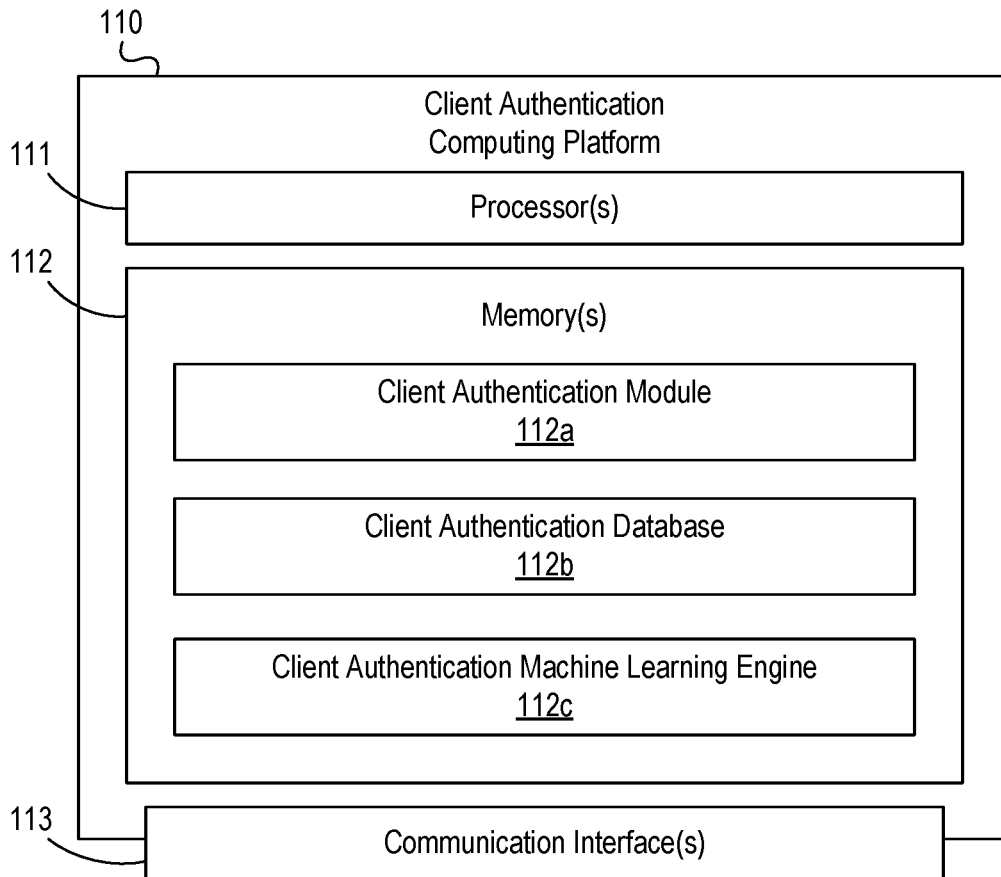 110
Client Authentication
Computing Platform
111
Processor(s)
112
Memory(s)
Client Authentication Module
112a
Client Authentication Database
112b
Client Authentication Machine Learning Engine
112c
113
Communication Interface(s)